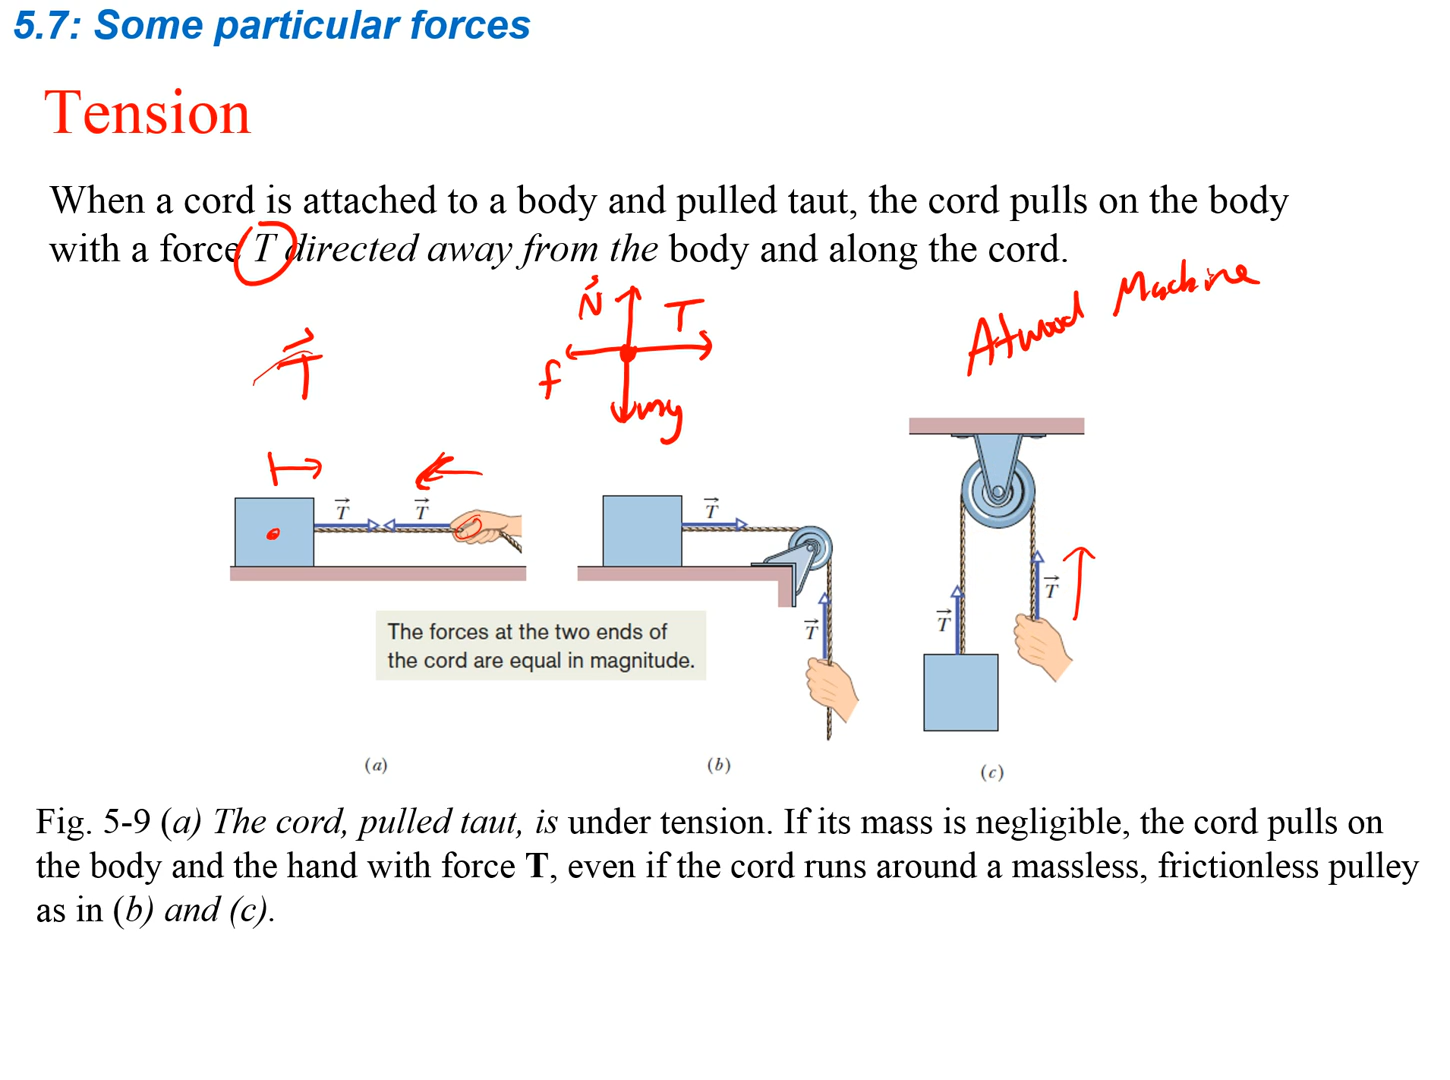 5.7: Some particular forces
Tension
When a cord is attached to a body and pulled taut, the cord pulls on the body
with a force T directed away from the body and along the cord.
Atwood Machine
N T
f
mg
T
T T
T
T
T
T
The forces at the two ends of
the cord are equal in magnitude.
(a) (b) (c)
Fig. 5-9 (a) The cord, pulled taut, is under tension. If its mass is negligible, the cord pulls on
the body and the hand with force T, even if the cord runs around a massless, frictionless pulley
as in (b) and (c).